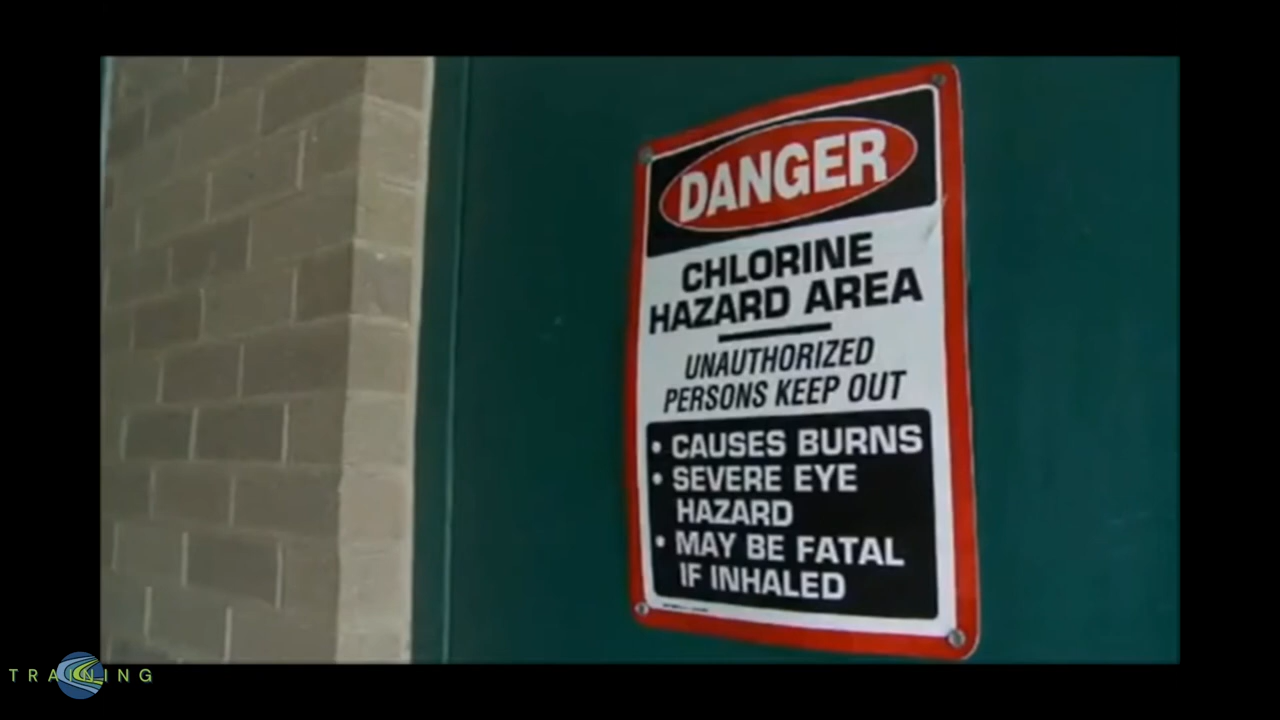 DANGER
CHLORINE
HAZARD AREA
UNAUTHORIZED
PERSONS KEEP OUT
• CAUSES BURNS
• SEVERE EYE
HAZARD
• MAY BE FATAL
IF INHALED
TRAINING